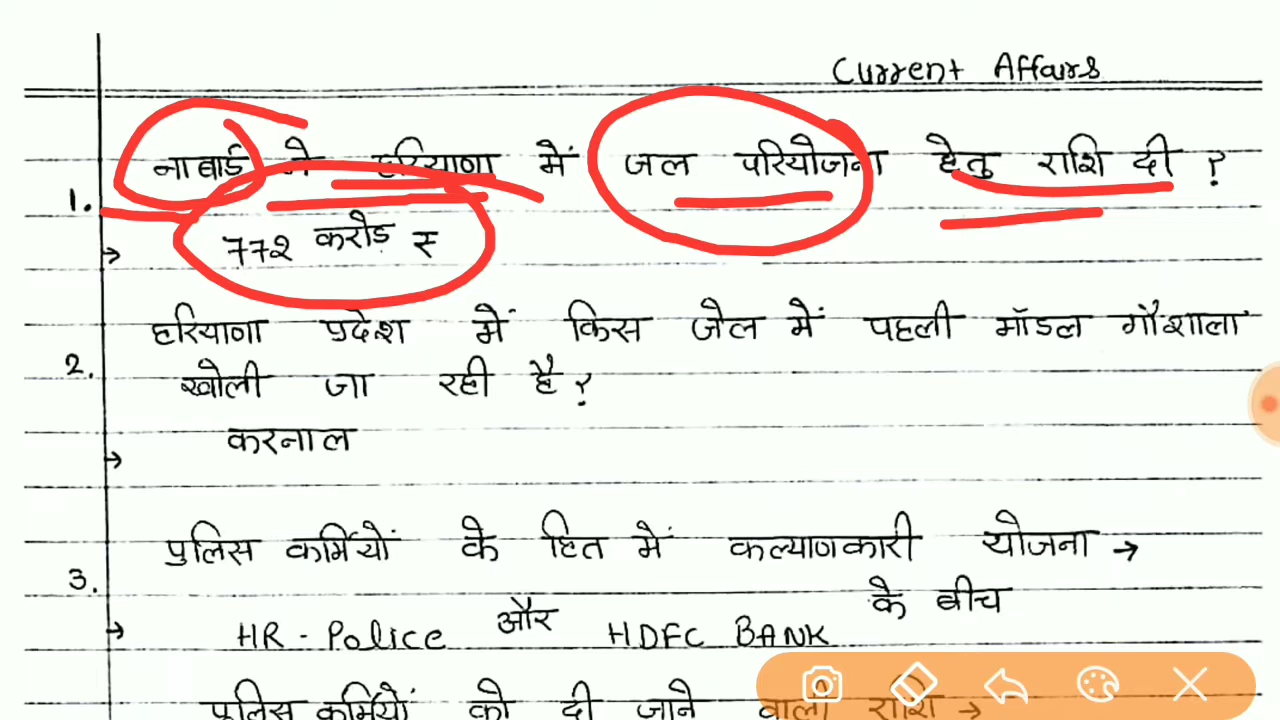 Current Affairs
1. नाबार्ड ने हरियाणा में जल परियोजना हेतु राशि दी ?
→ 772 करोड़ रु
2. हरियाणा प्रदेश में किस जेल में पहली मॉडल गौशाला
खोली जा रही है ?
→ करनाल
3. पुलिस कर्मियों के हित में कल्याणकारी योजना →
→ HR - Police और HDFC BANK के बीच
पुलिस कर्मियों को दी जाने वाली राशि →